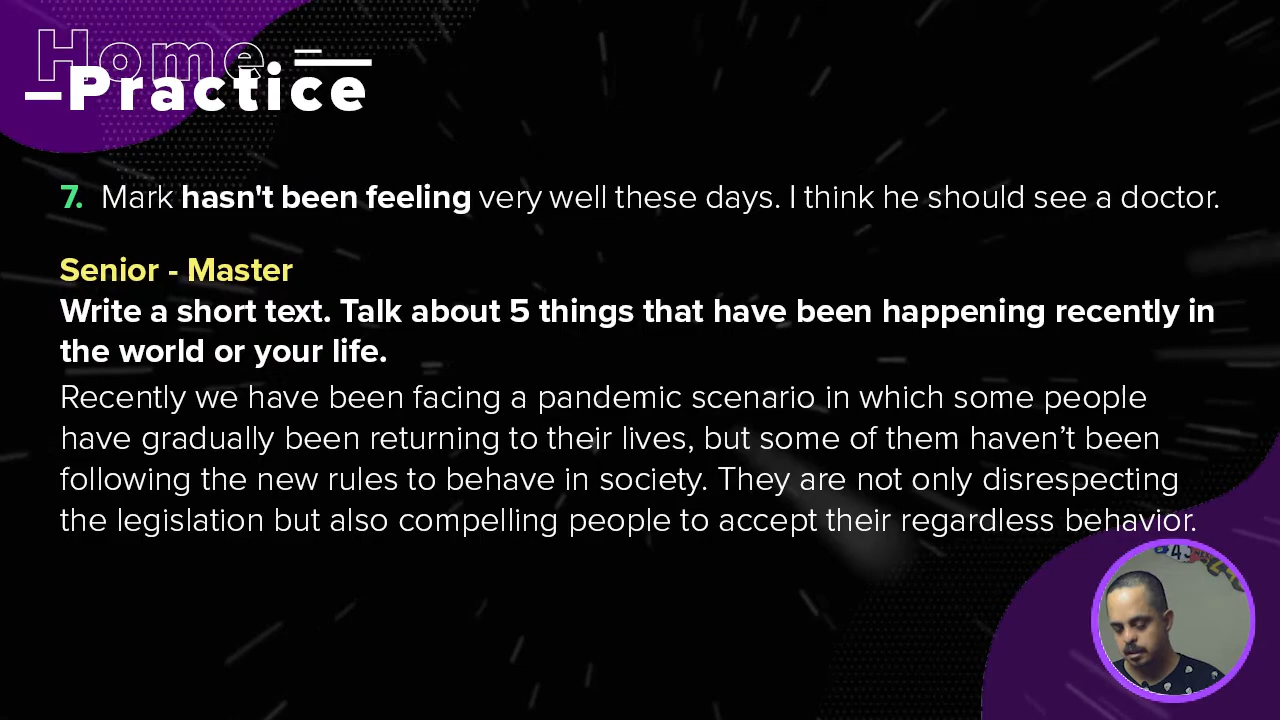 Home
Practice
7. Mark hasn't been feeling very well these days. I think he should see a doctor.
Senior - Master
Write a short text. Talk about 5 things that have been happening recently in
the world or your life.
Recently we have been facing a pandemic scenario in which some people
have gradually been returning to their lives, but some of them haven’t been
following the new rules to behave in society. They are not only disrespecting
the legislation but also compelling people to accept their regardless behavior.